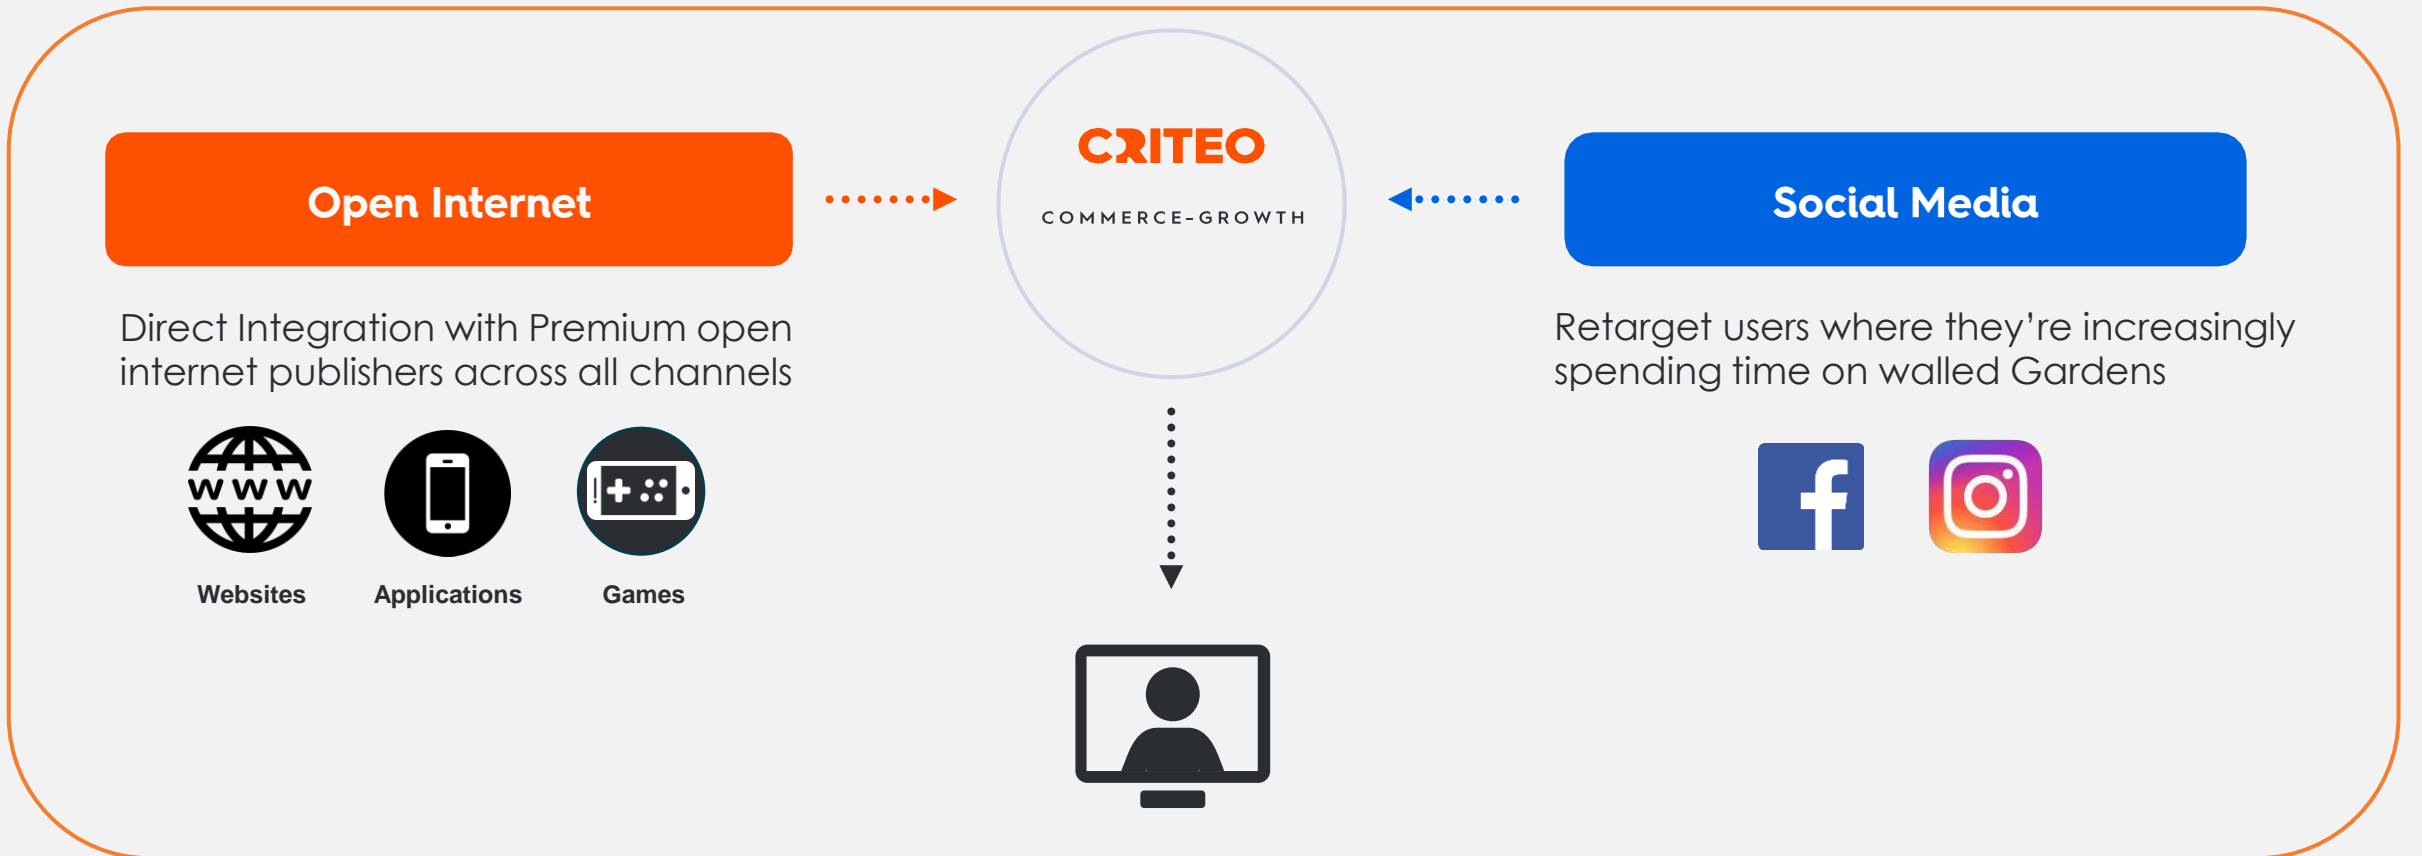 Open Internet
Direct Integration with Premium open
internet publishers across all channels
WWW
Websites
Applications
Games
CRITEO
COMMERCE-GROWTH
Social Media
Retarget users where they're increasingly
spending time on walled Gardens